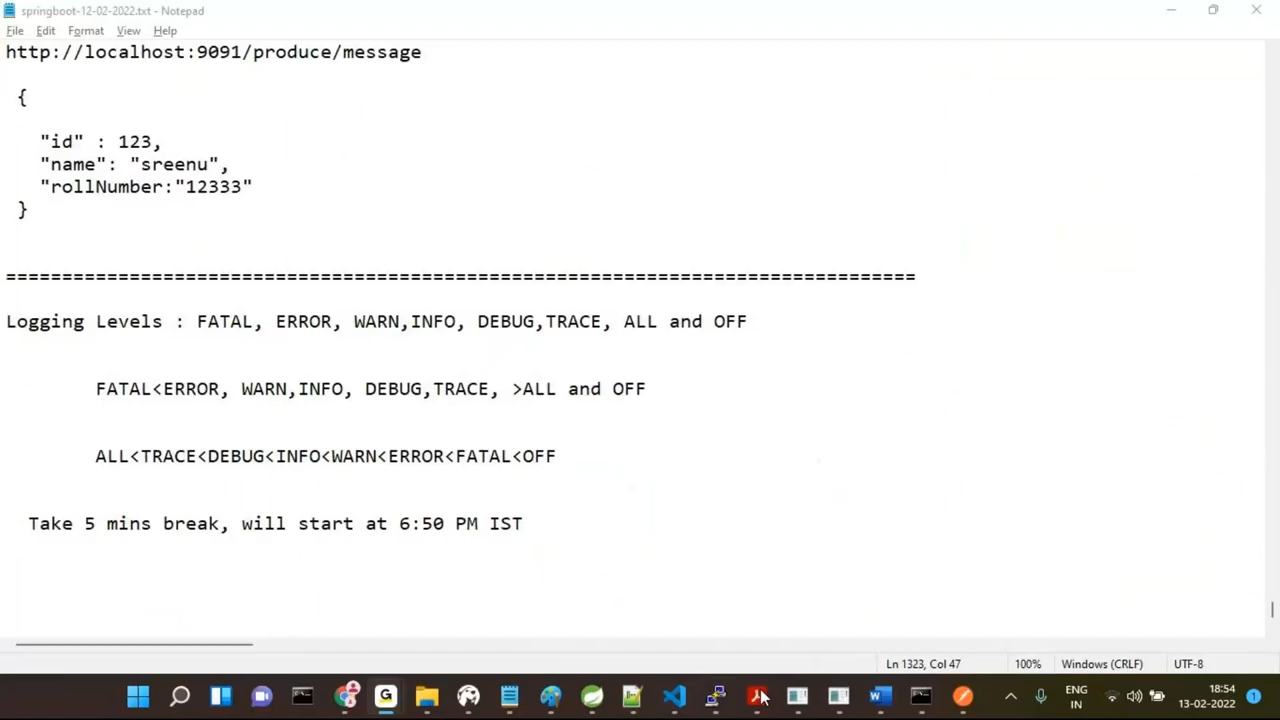 springboot-12-02-2022.txt - Notepad
File Edit Format View Help
http://localhost:9091/produce/message
{
"id" : 123,
"name": "sreenu",
"rollNumber:"12333"
}
=================================================================================
Logging Levels : FATAL, ERROR, WARN,INFO, DEBUG,TRACE, ALL and OFF
FATAL<ERROR, WARN,INFO, DEBUG,TRACE, >ALL and OFF
ALL<TRACE<DEBUG<INFO<WARN<ERROR<FATAL<OFF
Take 5 mins break, will start at 6:50 PM IST
Ln 1323, Col 47 100% Windows (CRLF) UTF-8
ENG 18:54
IN 13-02-2022